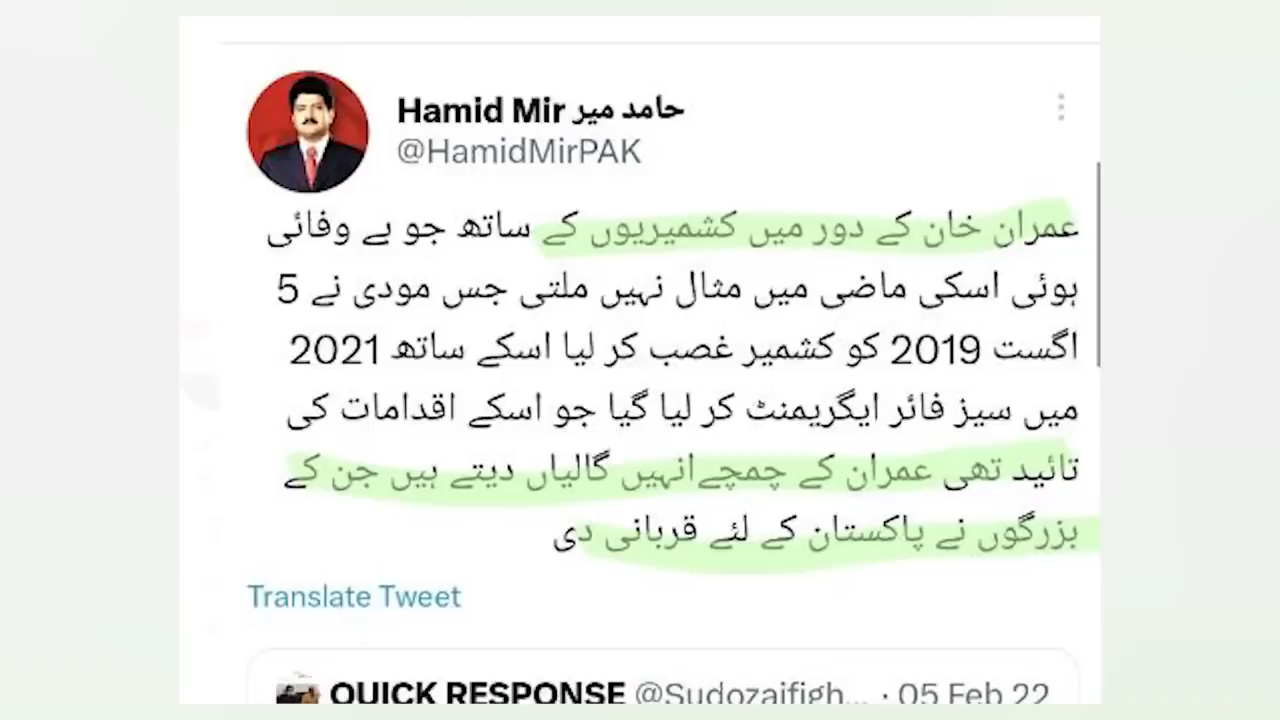 Hamid Mir حامد میر
@HamidMirPAK
عمران خان کے دور میں کشمیریوں کے ساتھ جو بے وفائی
ہوئی اسکی ماضی میں مثال نہیں ملتی جس مودی نے 5
اگست 2019 کو کشمیر غصب کر لیا اسکے ساتھ 2021
میں سیز فائر ایگریمنٹ کر لیا گیا جو اسکے اقدامات کی
تائید تھی عمران کے چمچےانہیں گالیاں دیتے ہیں جن کے
بزرگوں نے پاکستان کے لئے قربانی دی
Translate Tweet
QUICK RESPONSE @Sudozaifigh... · 05 Feb 22